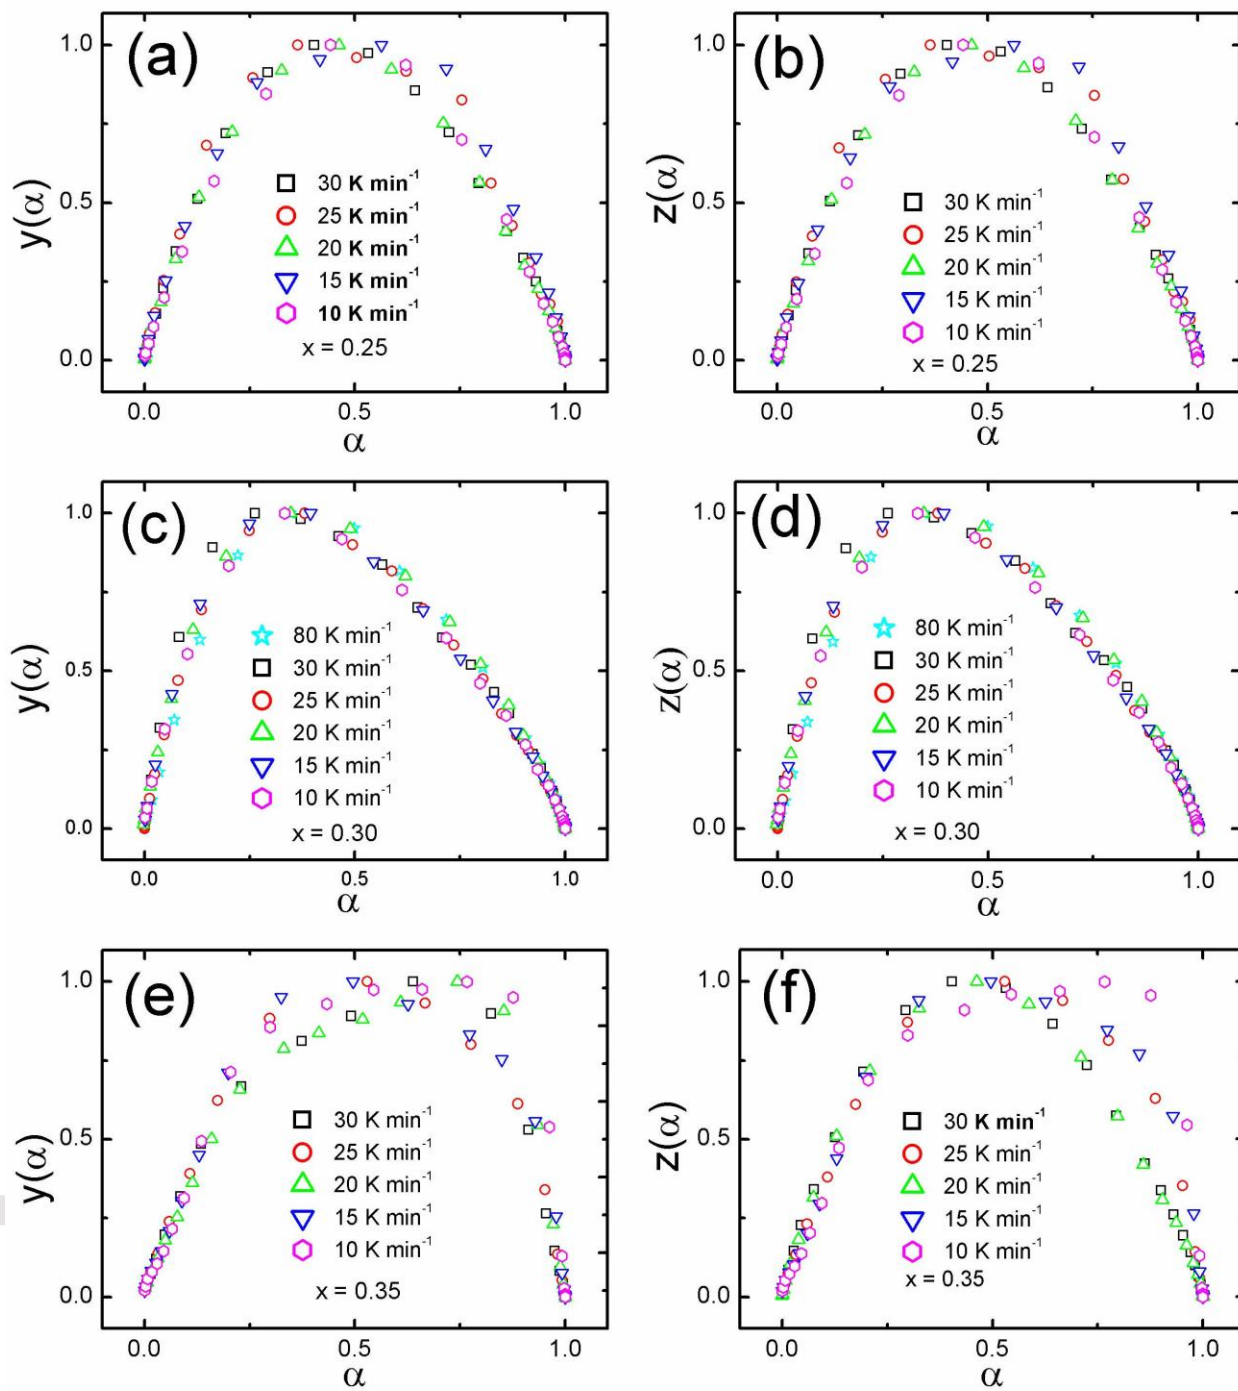 (a)
1.0
0.5
0.0
y(α)
30 K min⁻¹
25 K min⁻¹
20 K min⁻¹
15 K min⁻¹
10 K min⁻¹
x = 0.25
0.0 0.5 1.0
α
(b)
1.0
0.5
0.0
z(α)
30 K min⁻¹
25 K min⁻¹
20 K min⁻¹
15 K min⁻¹
10 K min⁻¹
x = 0.25
0.0 0.5 1.0
α
(c)
1.0
0.5
0.0
y(α)
80 K min⁻¹
30 K min⁻¹
25 K min⁻¹
20 K min⁻¹
15 K min⁻¹
10 K min⁻¹
x = 0.30
0.0 0.5 1.0
α
(d)
1.0
0.5
0.0
z(α)
80 K min⁻¹
30 K min⁻¹
25 K min⁻¹
20 K min⁻¹
15 K min⁻¹
10 K min⁻¹
x = 0.30
0.0 0.5 1.0
α
(e)
1.0
0.5
0.0
y(α)
30 K min⁻¹
25 K min⁻¹
20 K min⁻¹
15 K min⁻¹
10 K min⁻¹
x = 0.35
0.0 0.5 1.0
α
(f)
1.0
0.5
0.0
z(α)
30 K min⁻¹
25 K min⁻¹
20 K min⁻¹
15 K min⁻¹
10 K min⁻¹
x = 0.35
0.0 0.5 1.0
α